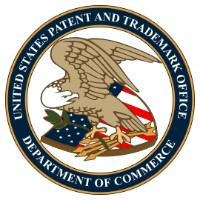 UNITED STATES PATENT AND TRADEMARK OFFICE
DEPARTMENT OF COMMERCE